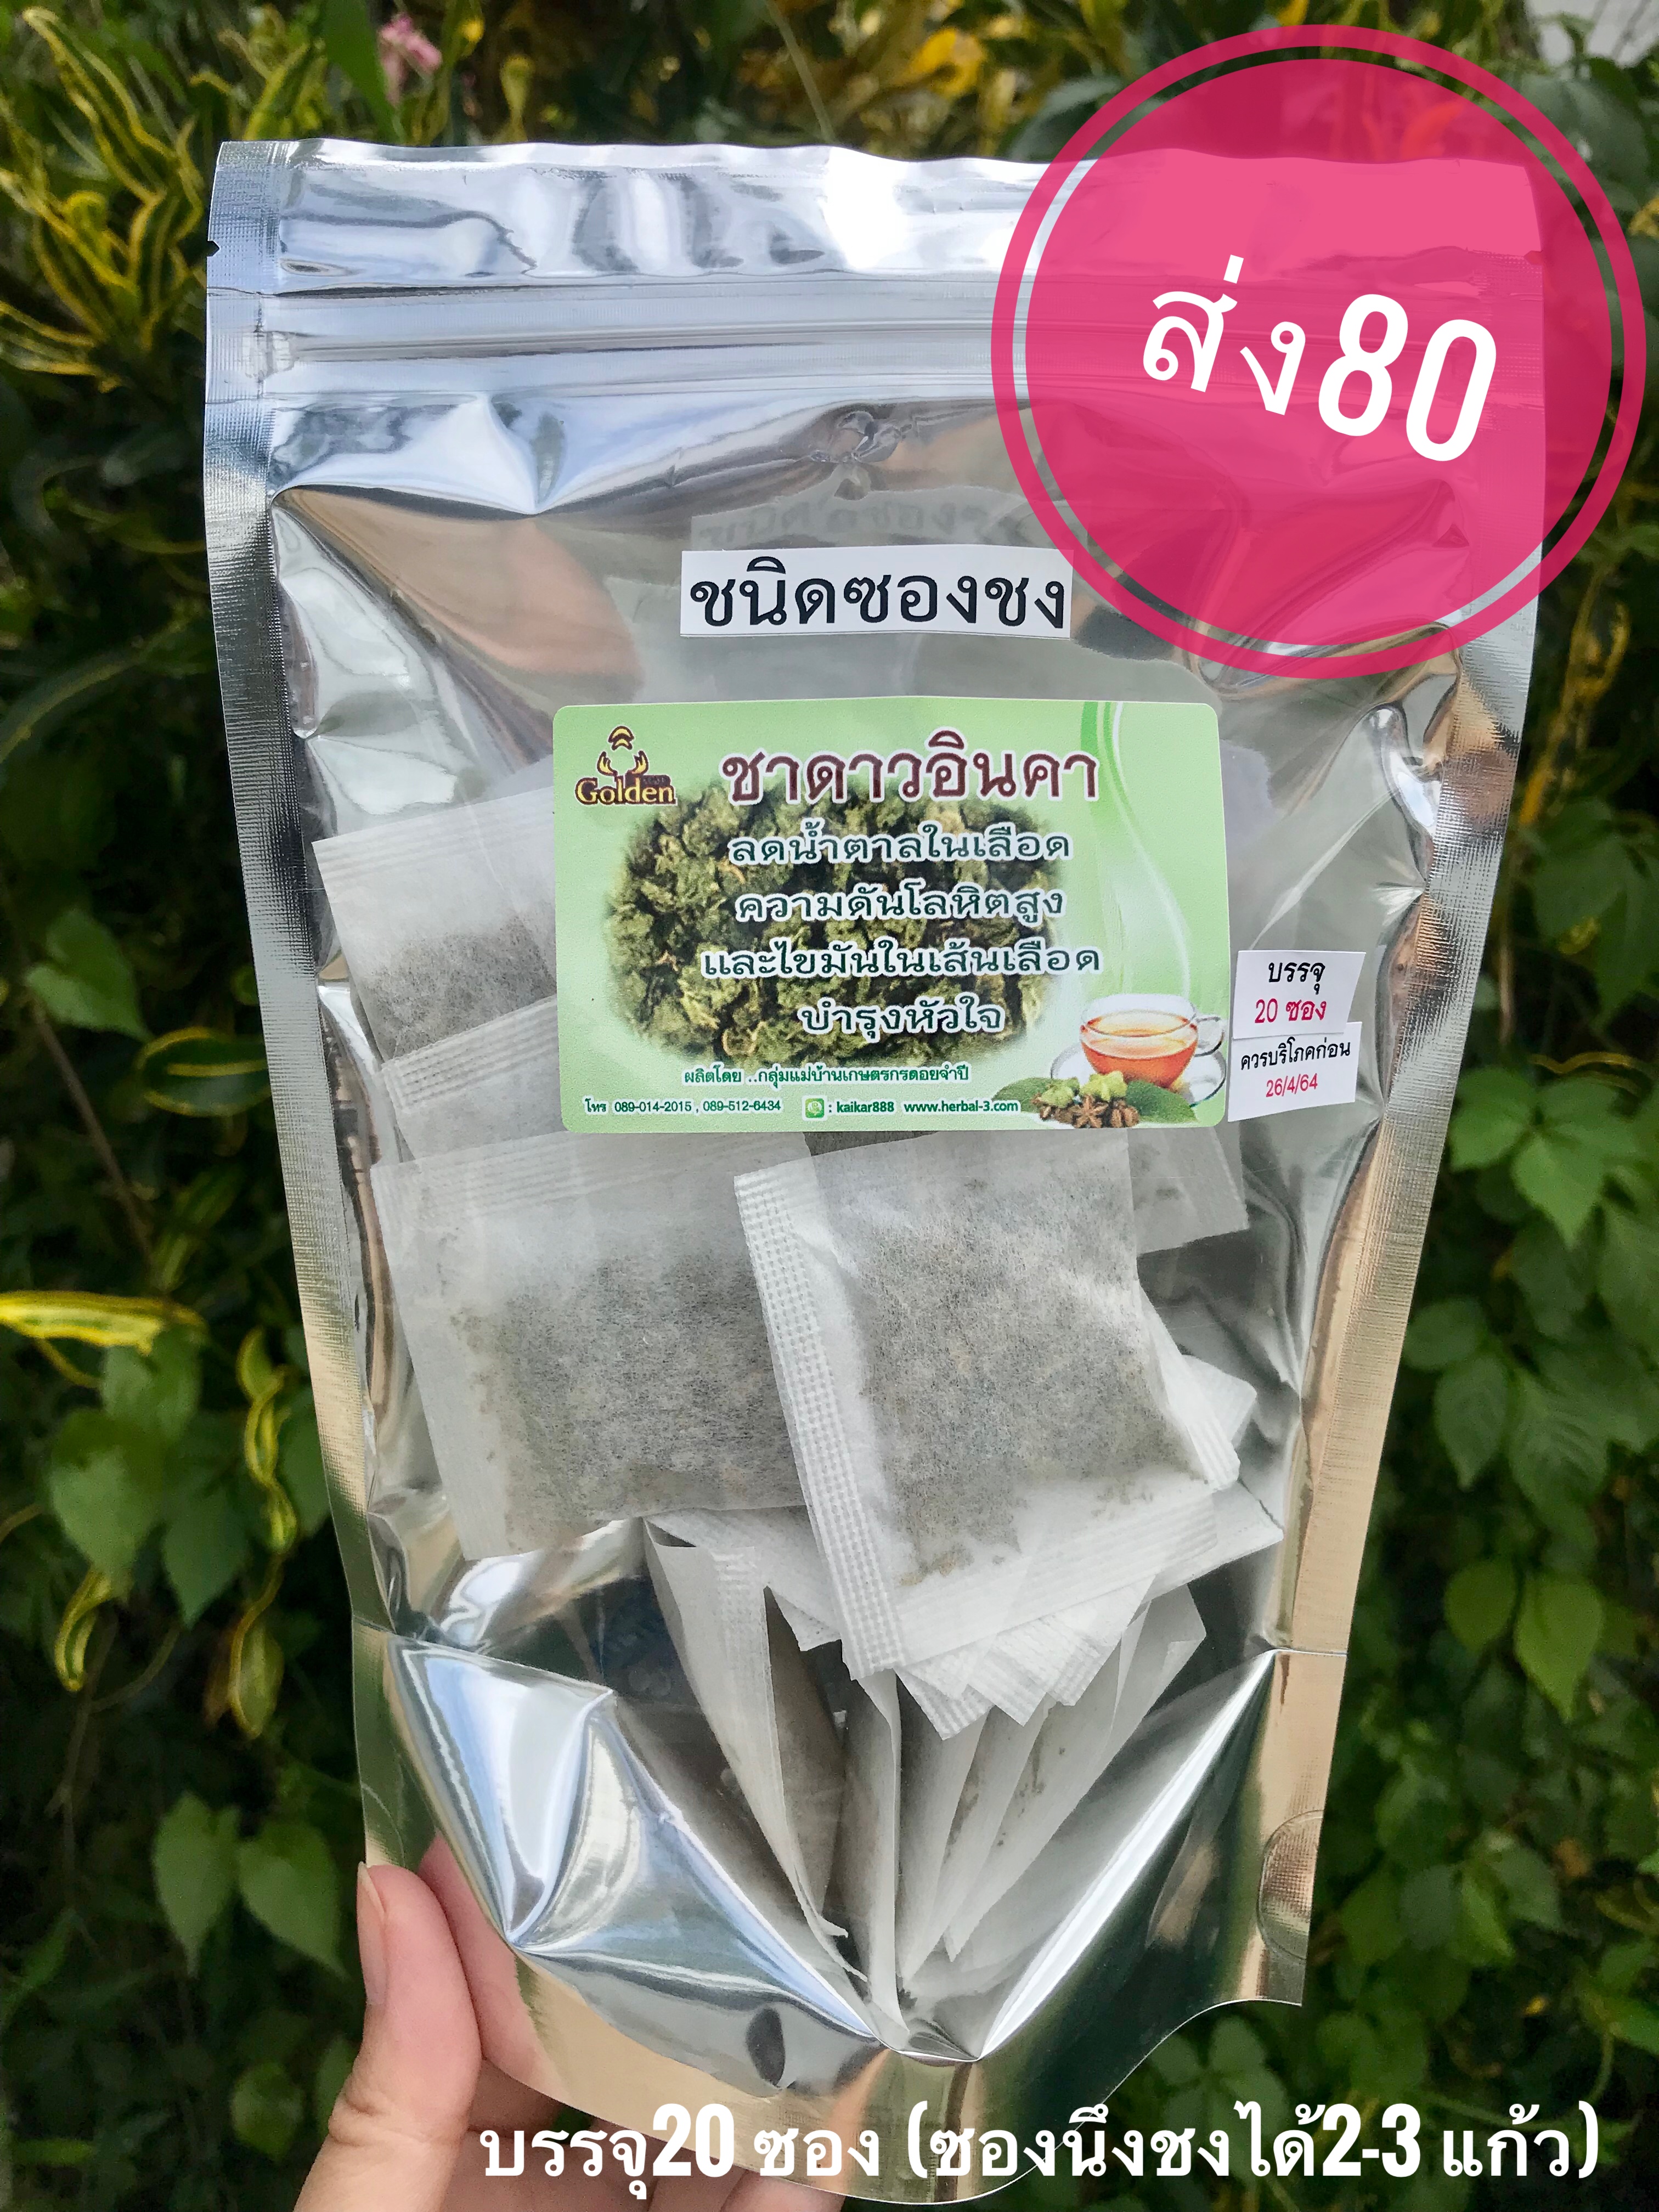 ส่ง80
ชนิดซองชง
Golden
ชาดาวอินคา
ลดน้ำตาลในเลือด
ความดันโลหิตสูง
และไขมันในเส้นเลือด
บำรุงหัวใจ
ผลิตโดย ..กลุ่มแม่บ้านเกษตรกรดอยจำปี
โทร 089-014-2015 , 089-512-6434 : kaikar888 www.herbal-3.com
บรรจุ
20 ซอง
ควรบริโภคก่อน
26/4/64
บรรจุ20 ซอง (ซองนึงชงได้2-3 แก้ว)